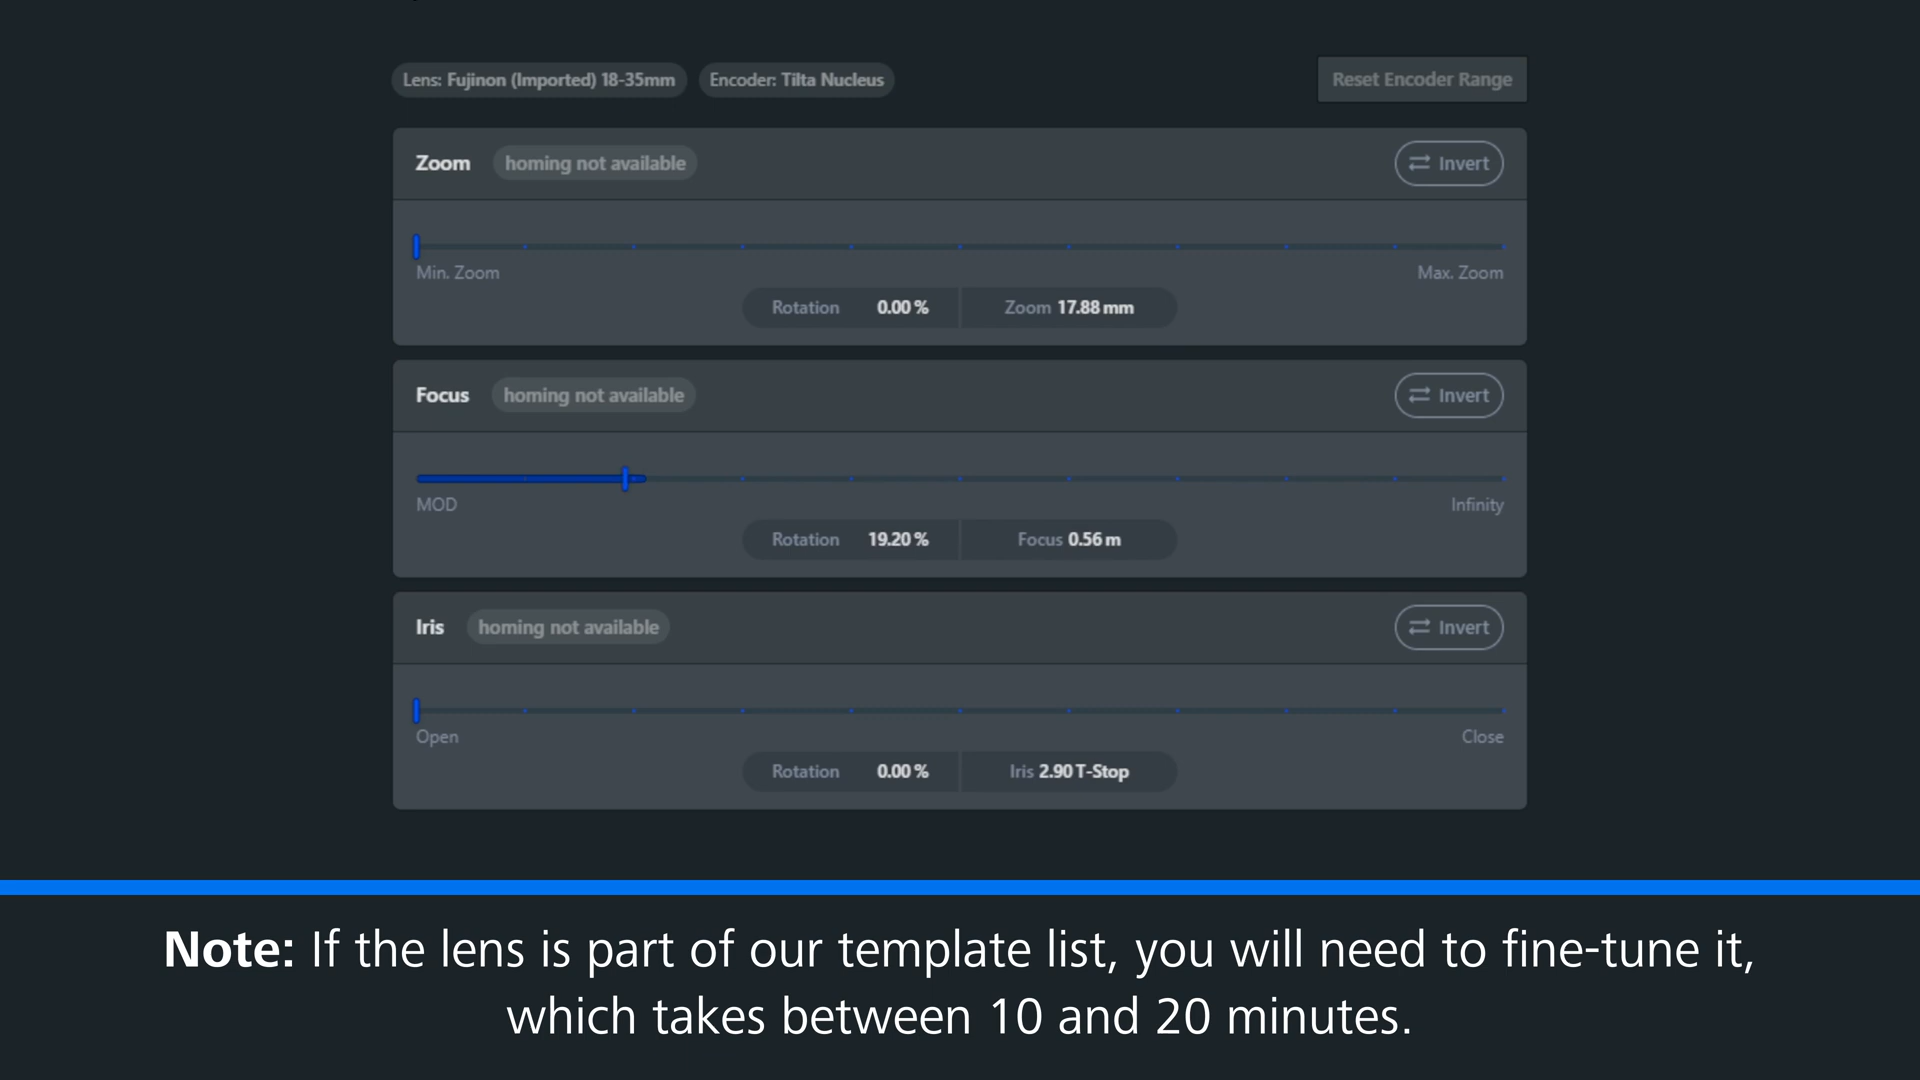 Lens: Fujinon (Imported) 18-35mm Encoder: Tilta Nucleus Reset Encoder Range
Zoom homing not available Invert
Min. Zoom Max. Zoom
Rotation 0.00 % Zoom 17.88 mm
Focus homing not available Invert
MOD Infinity
Rotation 19.20 % Focus 0.56 m
Iris homing not available Invert
Open Close
Rotation 0.00 % Iris 2.90 T-Stop
Note: If the lens is part of our template list, you will need to fine-tune it,
which takes between 10 and 20 minutes.